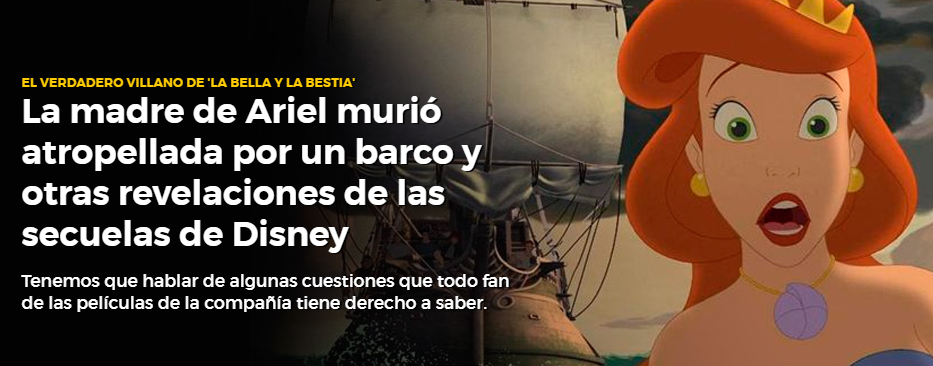 EL VERDADERO VILLANO DE 'LA BELLA Y LA BESTIA'
La madre de Ariel murió
atropellada por un barco y
otras revelaciones de las
secuelas de Disney
Tenemos que hablar de algunas cuestiones que todo fan
de las películas de la compañía tiene derecho a saber.